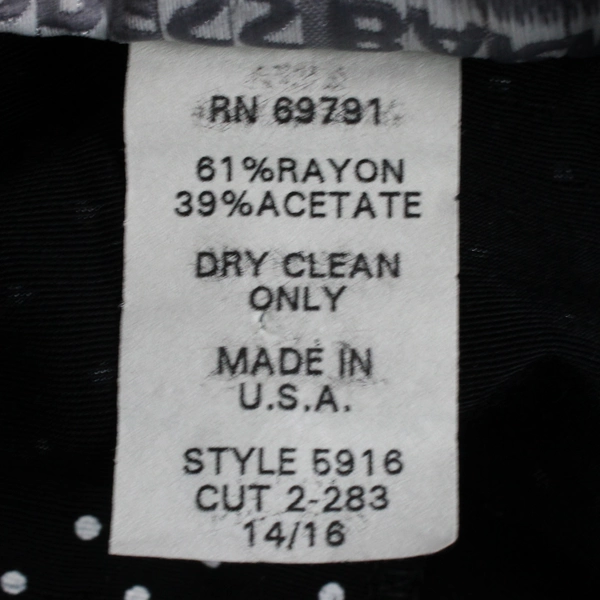 RN 69791
61%RAYON
39%ACETATE
DRY CLEAN
ONLY
MADE IN
U.S.A.
STYLE 5916
CUT 2-283
14/16